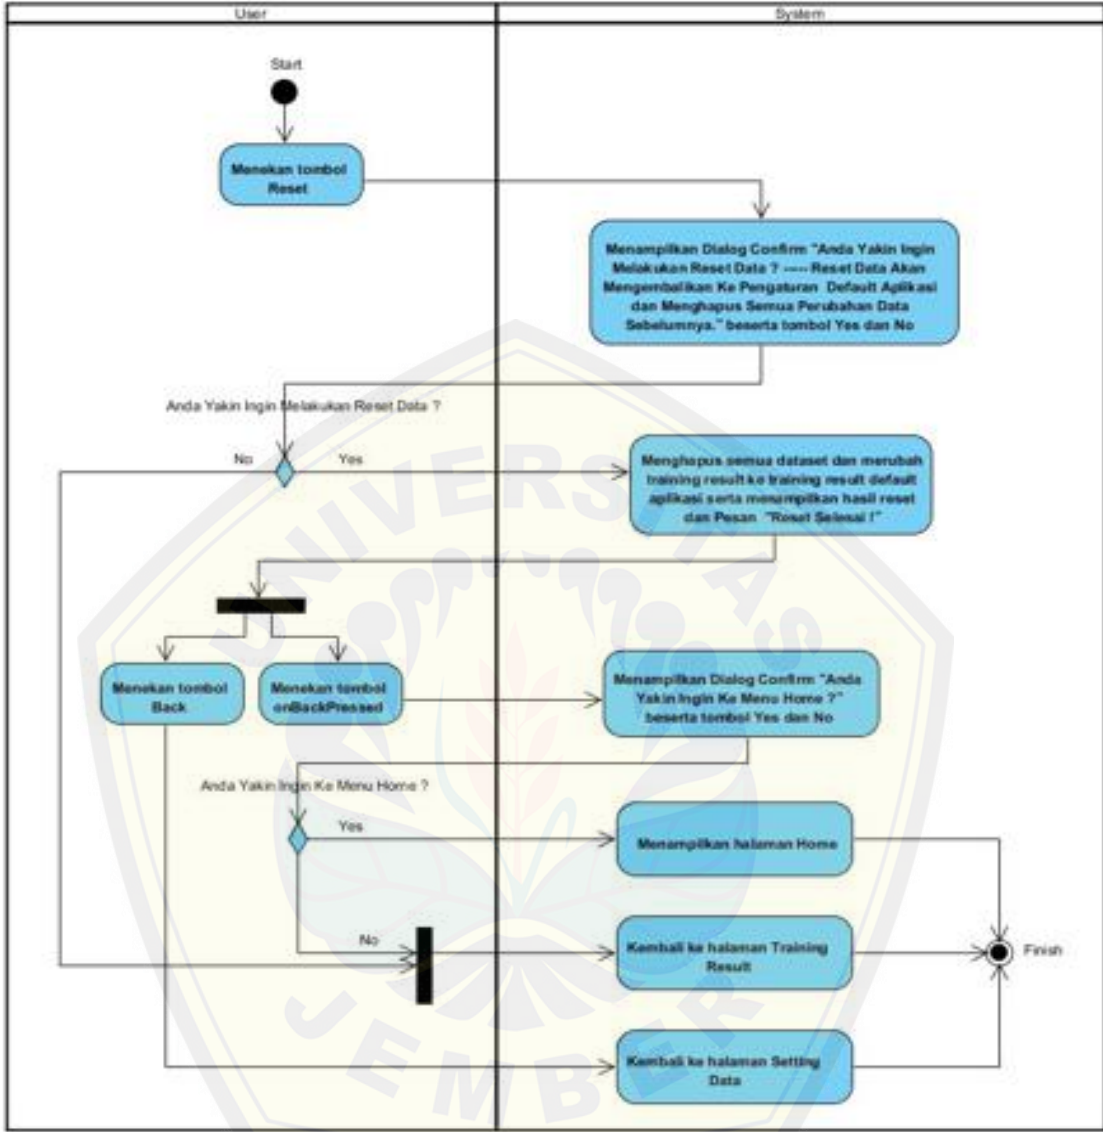 User
System
Start
Menekan tombol
Reset
Menampilkan Dialog Confirm "Anda Yakin Ingin
Melakukan Reset Data ? ----- Reset Data Akan
Mengembalikan Ke Pengaturan Default Aplikasi
dan Menghapus Semua Perubahan Data
Sebelumnya." beserta tombol Yes dan No
Anda Yakin Ingin Melakukan Reset Data ?
No
Yes
Menghapus semua dataset dan merubah
training result ke training result default
aplikasi serta menampilkan hasil reset
dan Pesan "Reset Selesai !"
Menekan tombol
Back
Menekan tombol
onBackPressed
Menampilkan Dialog Confirm "Anda
Yakin Ingin Ke Menu Home ?"
beserta tombol Yes dan No
Anda Yakin Ingin Ke Menu Home ?
Yes
Menampilkan halaman Home
No
Kembali ke halaman Training
Result
Finish
Kembali ke halaman Setting
Data
UNIVERSITAS
JEMBER